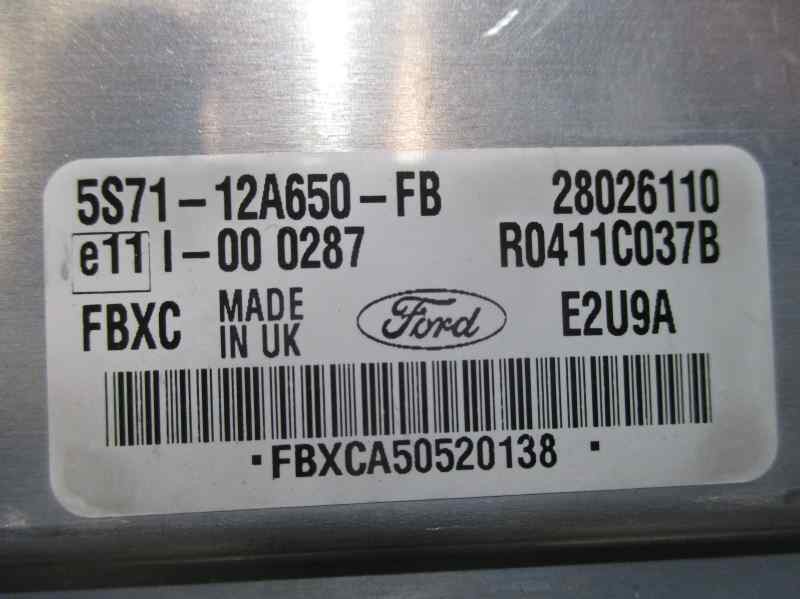 5S71-12A650-FB 28026110
e11 I-00 0287 R0411C037B
FBXC MADE IN UK Ford E2U9A
·FBXCA50520138 ·